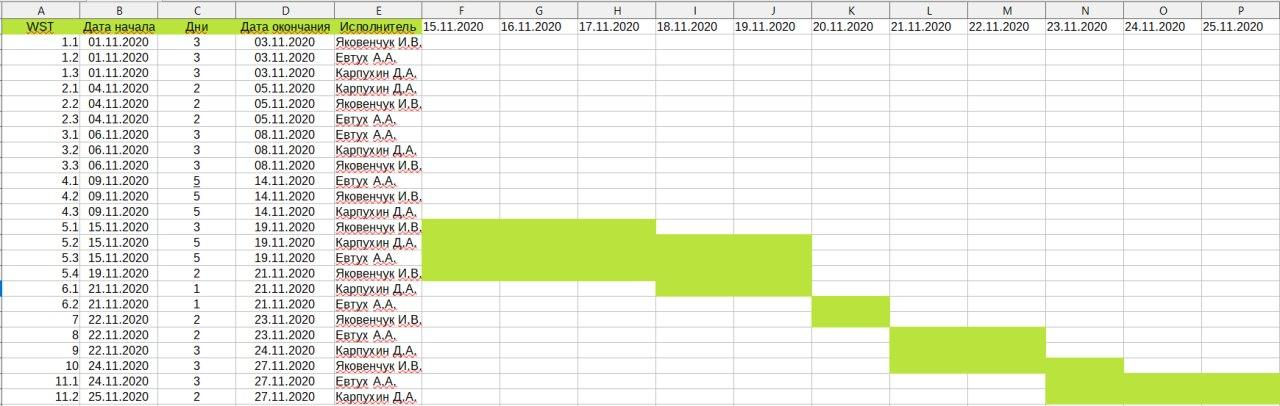 A B C D E F G H I J K L M N O P
WST Дата начала Дни Дата окончания Исполнитель 15.11.2020 16.11.2020 17.11.2020 18.11.2020 19.11.2020 20.11.2020 21.11.2020 22.11.2020 23.11.2020 24.11.2020 25.11.2020
1.1 01.11.2020 3 03.11.2020 Яковенчук И.В,
1.2 01.11.2020 3 03.11.2020 Евтух А.А,
1.3 01.11.2020 3 03.11.2020 Карпухин Д.А,
2.1 04.11.2020 2 05.11.2020 Карпухин Д.А,
2.2 04.11.2020 2 05.11.2020 Яковенчук И.В,
2.3 04.11.2020 2 05.11.2020 Евтух А.А,
3.1 06.11.2020 3 08.11.2020 Евтух А.А,
3.2 06.11.2020 3 08.11.2020 Карпухин Д.А,
3.3 06.11.2020 3 08.11.2020 Яковенчук И.В,
4.1 09.11.2020 5 14.11.2020 Евтух А.А,
4.2 09.11.2020 5 14.11.2020 Яковенчук И.В,
4.3 09.11.2020 5 14.11.2020 Карпухин Д.А,
5.1 15.11.2020 3 19.11.2020 Яковенчук И.В,
5.2 15.11.2020 5 19.11.2020 Карпухин Д.А,
5.3 15.11.2020 5 19.11.2020 Евтух А.А,
5.4 19.11.2020 2 21.11.2020 Яковенчук И.В,
6.1 21.11.2020 1 21.11.2020 Карпухин Д.А,
6.2 21.11.2020 1 21.11.2020 Евтух А.А,
7 22.11.2020 2 23.11.2020 Яковенчук И.В,
8 22.11.2020 2 23.11.2020 Евтух А.А,
9 22.11.2020 3 24.11.2020 Карпухин Д.А,
10 24.11.2020 3 27.11.2020 Яковенчук И.В,
11.1 24.11.2020 3 27.11.2020 Евтух А.А,
11.2 25.11.2020 2 27.11.2020 Карпухин Д.А,